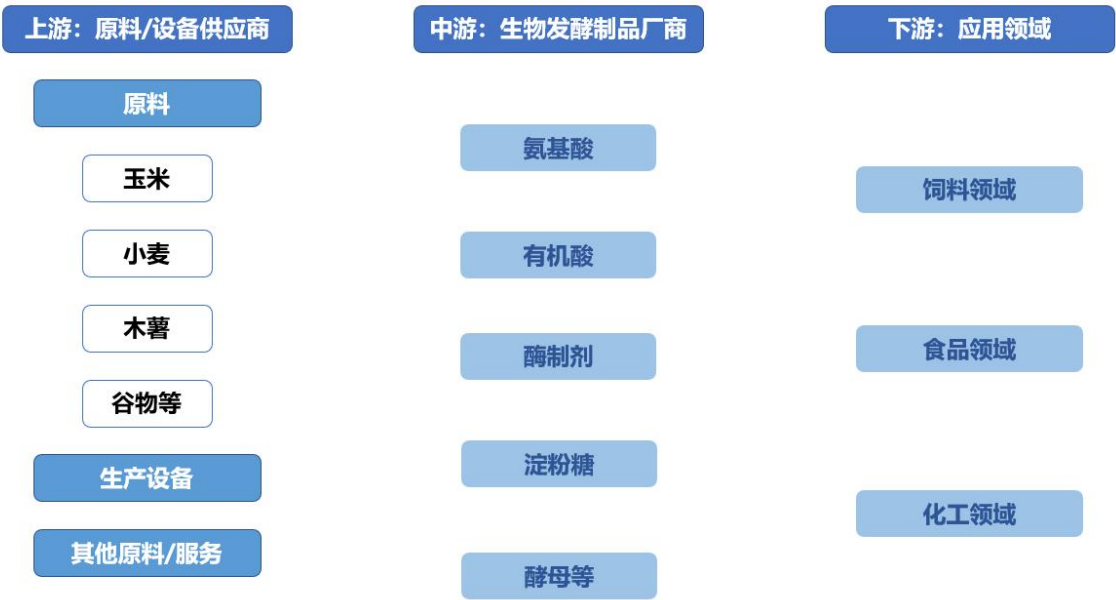 上游：原料/设备供应商
原料
玉米
小麦
木薯
谷物等
生产设备
其他原料/服务
中游：生物发酵制品厂商
氨基酸
有机酸
酶制剂
淀粉糖
酵母等
下游：应用领域
饲料领域
食品领域
化工领域